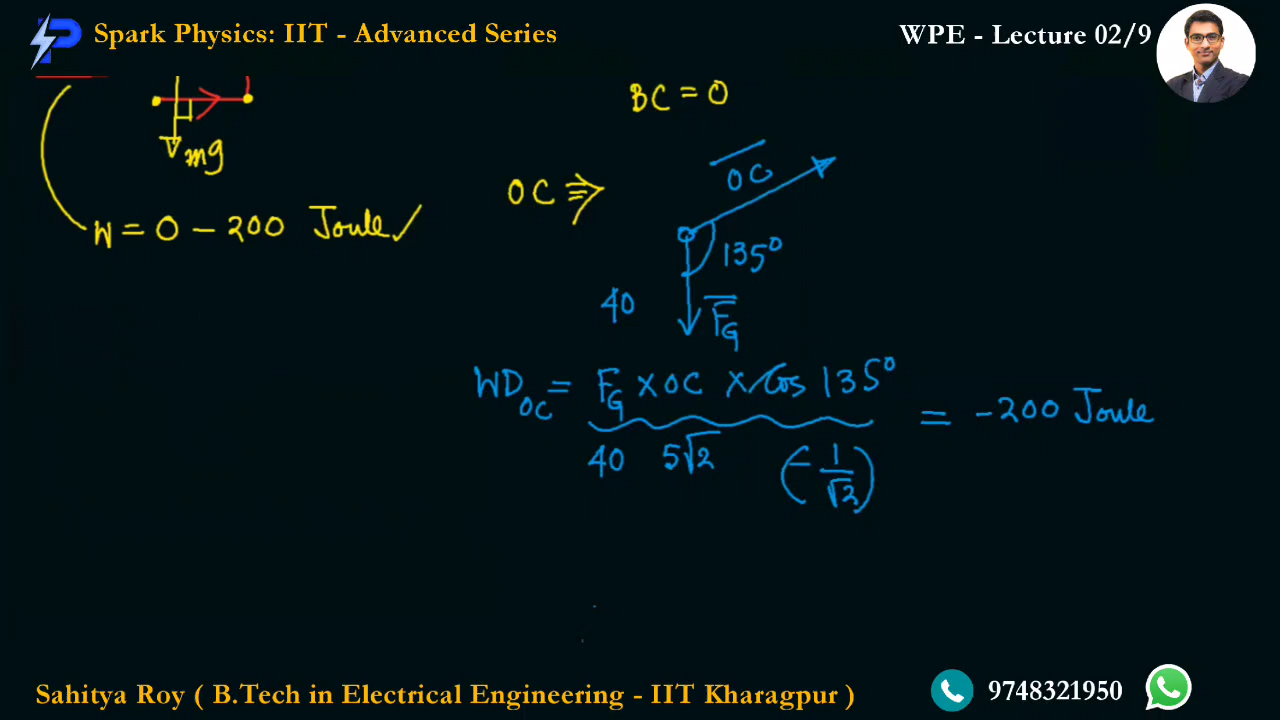 Spark Physics: IIT - Advanced Series
WPE - Lecture 02/9
mg
W = 0 - 200 Joule ✓
BC = 0
OC ⇒
OC
135°
40
F_G
WD_OC = F_G × OC × Cos 135° = -200 Joule
40 5√2 (-1/√2)
Sahitya Roy ( B.Tech in Electrical Engineering - IIT Kharagpur )
9748321950